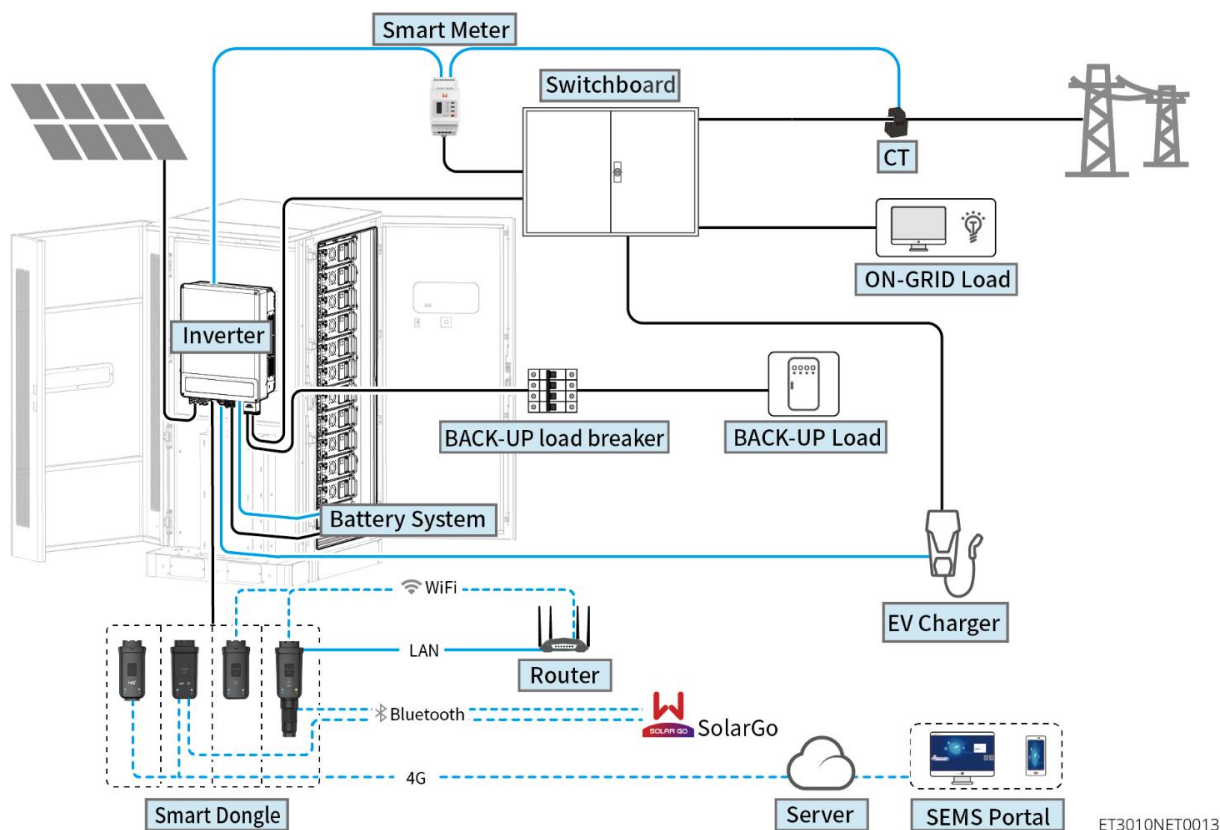 Smart Meter
Switchboard
CT
ON-GRID Load
Inverter
BACK-UP load breaker
BACK-UP Load
Battery System
WiFi
EV Charger
LAN
Router
Bluetooth
SOLAR GO
SolarGo
4G
Smart Dongle
Server
SEMS Portal
ET3010NET0013